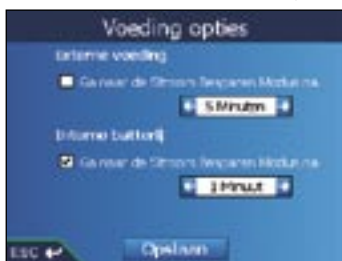 Voeding opties
Externe voeding
Ga naar de Stroom Besparen Modus na
5 Minuten
Interne batterij
Ga naar de Stroom Besparen Modus na
1 Minuut
ESC
Opslaan